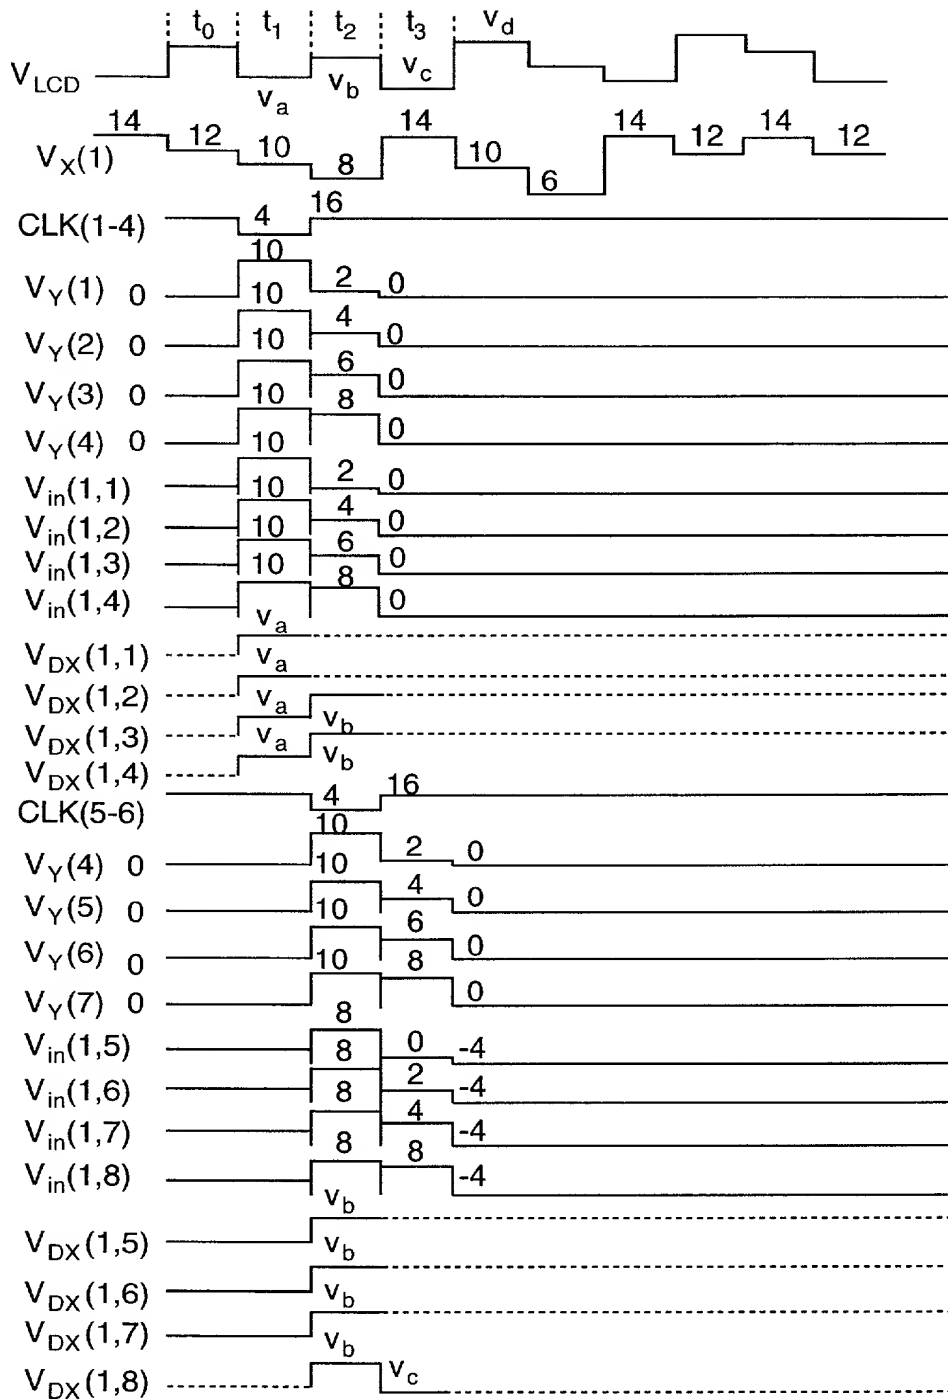 t0 t1 t2 t3 vd
VLCD va vb vc
14 12 10 8 14 10 6 14 12 14 12
VX(1)
CLK(1-4) 4 16
10
VY(1) 0 10 2 0
VY(2) 0 10 4 0
VY(3) 0 10 6 0
VY(4) 0 10 8 0
Vin(1,1) 10 2 0
Vin(1,2) 10 4 0
Vin(1,3) 10 6 0
Vin(1,4) 8 0
va
VDX(1,1) va
VDX(1,2) va
VDX(1,3) va vb
VDX(1,4) vb
CLK(5-6) 4 16
10
VY(4) 0 10 2 0
VY(5) 0 10 4 0
VY(6) 0 10 6 0
VY(7) 0 8 8 0
Vin(1,5) 8 0 -4
Vin(1,6) 8 2 -4
Vin(1,7) 8 4 -4
Vin(1,8) 8 -4
vb
VDX(1,5) vb
VDX(1,6) vb
VDX(1,7) vb
VDX(1,8) vc